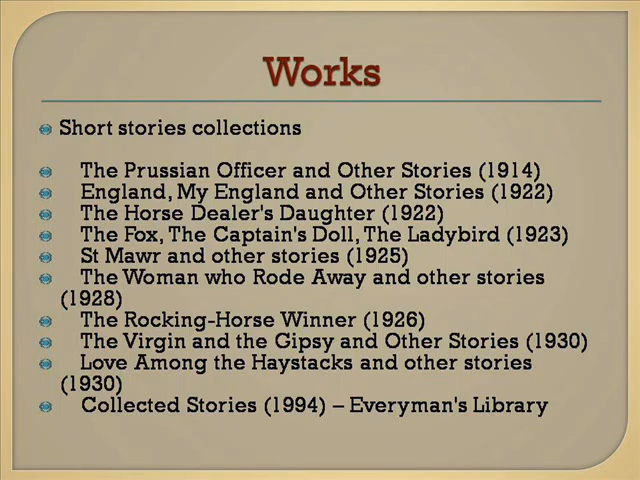 Works
Short stories collections
The Prussian Officer and Other Stories (1914)
England, My England and Other Stories (1922)
The Horse Dealer's Daughter (1922)
The Fox, The Captain's Doll, The Ladybird (1923)
St Mawr and other stories (1925)
The Woman who Rode Away and other stories
(1928)
The Rocking-Horse Winner (1926)
The Virgin and the Gipsy and Other Stories (1930)
Love Among the Haystacks and other stories
(1930)
Collected Stories (1994) – Everyman's Library